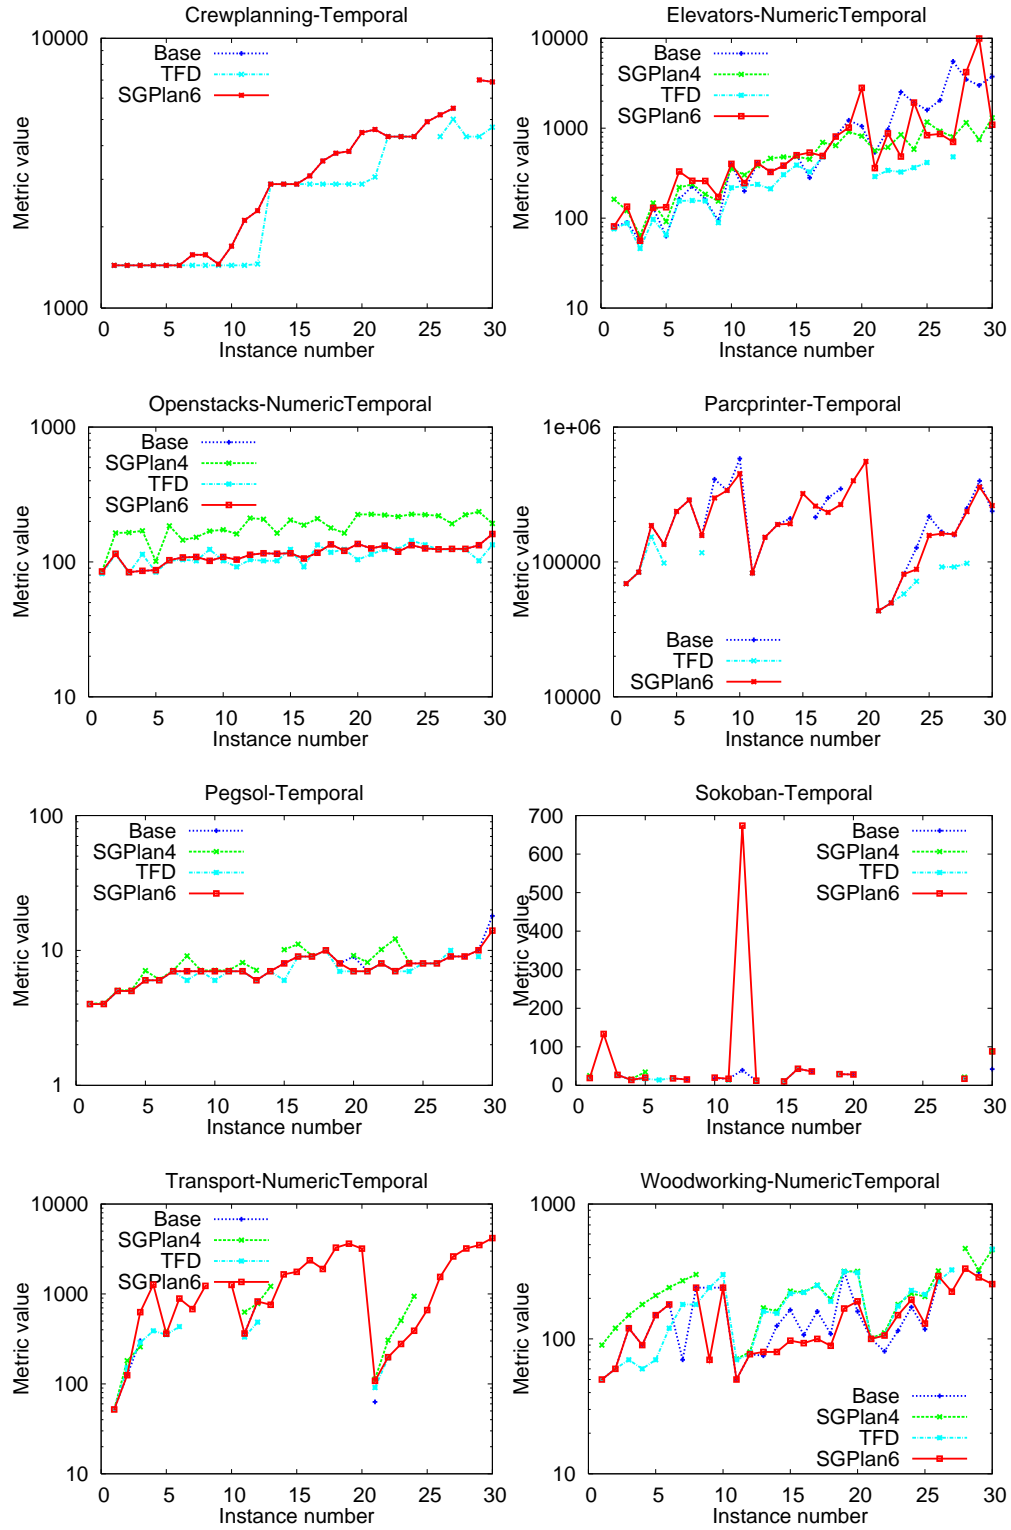 Crewplanning-Temporal
10000
1000
Metric value
Base
TFD
SGPlan6
0 5 10 15 20 25 30
Instance number
Elevators-NumericTemporal
10000
1000
100
10
Metric value
Base
SGPlan4
TFD
SGPlan6
0 5 10 15 20 25 30
Instance number
Openstacks-NumericTemporal
1000
100
10
Metric value
Base
SGPlan4
TFD
SGPlan6
0 5 10 15 20 25 30
Instance number
Parcprinter-Temporal
1e+06
100000
10000
Metric value
Base
TFD
SGPlan6
0 5 10 15 20 25 30
Instance number
Pegsol-Temporal
100
10
1
Metric value
Base
SGPlan4
TFD
SGPlan6
0 5 10 15 20 25 30
Instance number
Sokoban-Temporal
700
600
500
400
300
200
100
0
Metric value
Base
SGPlan4
TFD
SGPlan6
0 5 10 15 20 25 30
Instance number
Transport-NumericTemporal
10000
1000
100
10
Metric value
Base
SGPlan4
TFD
SGPlan6
0 5 10 15 20 25 30
Instance number
Woodworking-NumericTemporal
1000
100
10
Metric value
Base
SGPlan4
TFD
SGPlan6
0 5 10 15 20 25 30
Instance number